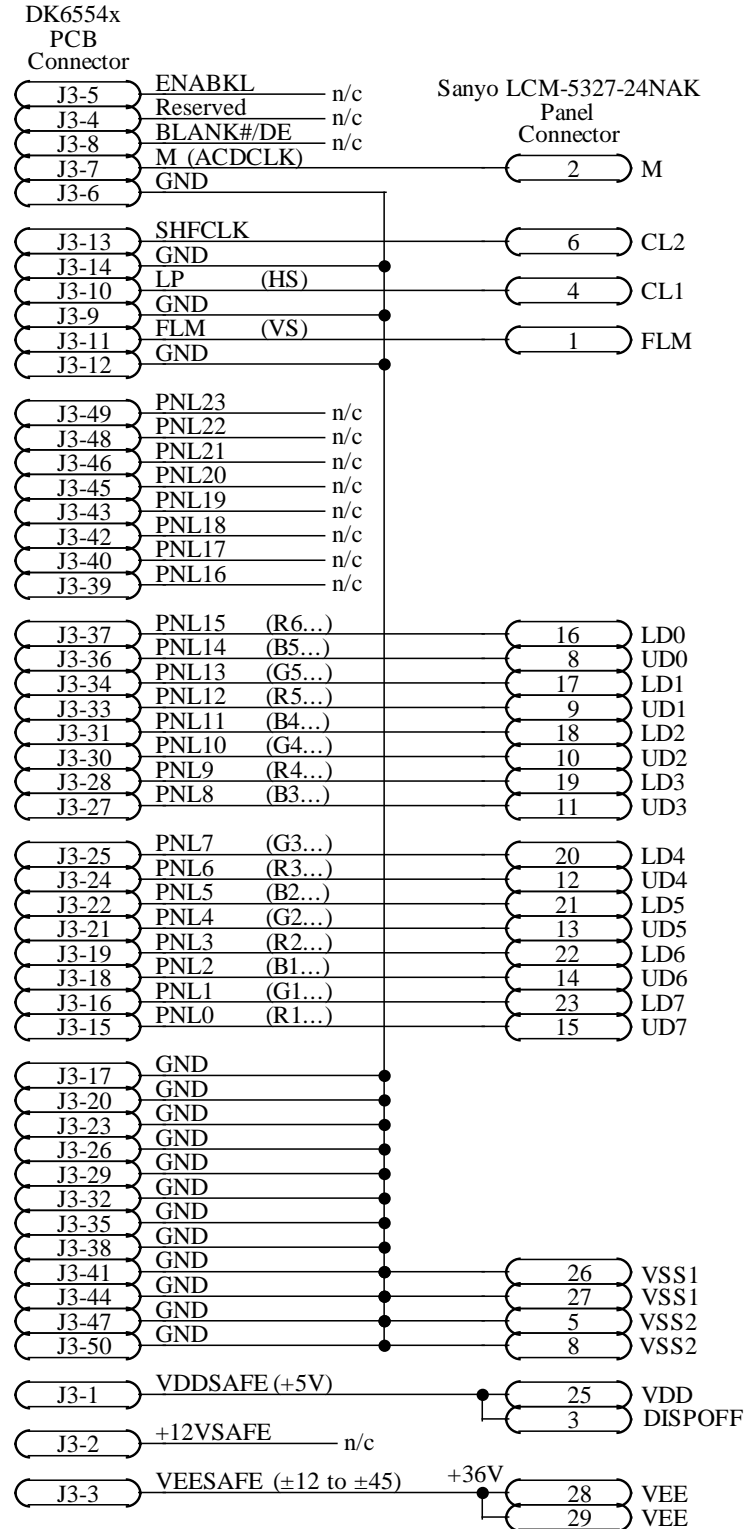 DK6554x
PCB
Connector
Sanyo LCM-5327-24NAK
Panel
Connector
J3-5 ENABKL n/c
J3-4 Reserved n/c
J3-8 BLANK#/DE n/c
J3-7 M (ACDCLK) 2 M
J3-6 GND
J3-13 SHFCLK 6 CL2
J3-14 GND
J3-10 LP (HS) 4 CL1
J3-9 GND
J3-11 FLM (VS) 1 FLM
J3-12 GND
J3-49 PNL23 n/c
J3-48 PNL22 n/c
J3-46 PNL21 n/c
J3-45 PNL20 n/c
J3-43 PNL19 n/c
J3-42 PNL18 n/c
J3-40 PNL17 n/c
J3-39 PNL16 n/c
J3-37 PNL15 (R6...) 16 LD0
J3-36 PNL14 (B5...) 8 UD0
J3-34 PNL13 (G5...) 17 LD1
J3-33 PNL12 (R5...) 9 UD1
J3-31 PNL11 (B4...) 18 LD2
J3-30 PNL10 (G4...) 10 UD2
J3-28 PNL9 (R4...) 19 LD3
J3-27 PNL8 (B3...) 11 UD3
J3-25 PNL7 (G3...) 20 LD4
J3-24 PNL6 (R3...) 12 UD4
J3-22 PNL5 (B2...) 21 LD5
J3-21 PNL4 (G2...) 13 UD5
J3-19 PNL3 (R2...) 22 LD6
J3-18 PNL2 (B1...) 14 UD6
J3-16 PNL1 (G1...) 23 LD7
J3-15 PNL0 (R1...) 15 UD7
J3-17 GND
J3-20 GND
J3-23 GND
J3-26 GND
J3-29 GND
J3-32 GND
J3-35 GND
J3-38 GND
J3-41 GND 26 VSS1
J3-44 GND 27 VSS1
J3-47 GND 5 VSS2
J3-50 GND 8 VSS2
J3-1 VDDSAFE (+5V) 25 VDD
3 DISPOFF
J3-2 +12VSAFE n/c
J3-3 VEESAFE (±12 to ±45) +36V 28 VEE
29 VEE